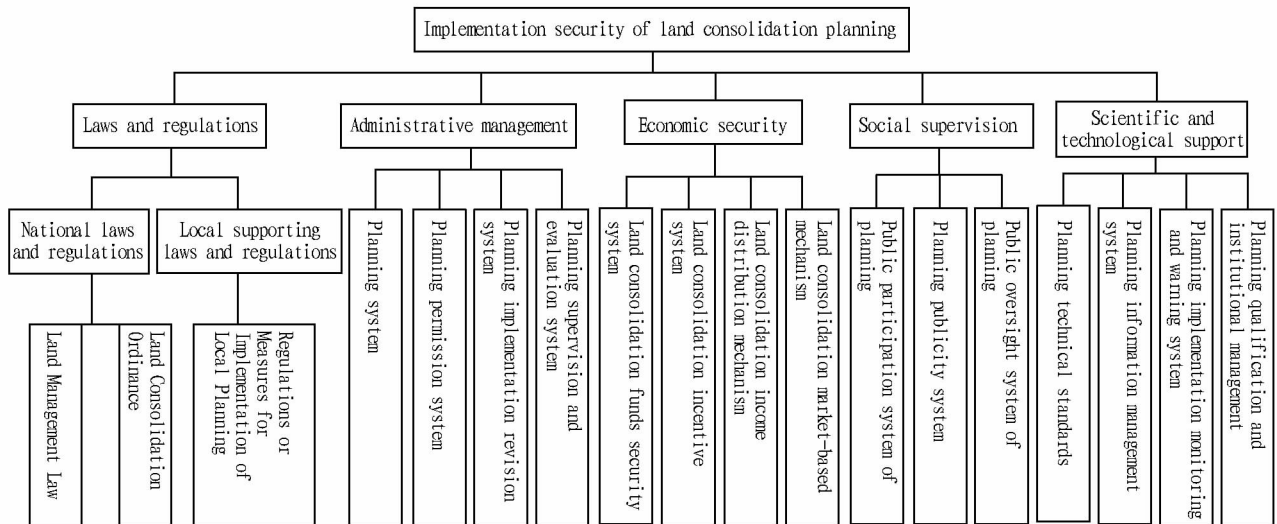 Implementation security of land consolidation planning
Laws and regulations
Administrative management
Economic security
Social supervision
Scientific and
technological support
National laws
and regulations
Local supporting
laws and regulations
Planning system
Planning permission system
Planning implementation revision
system
Planning supervision and
evaluation system
Land consolidation funds security
system
Land consolidation incentive
system
Land consolidation income
distribution mechanism
Land consolidation market-based
mechanism
Public participation system of
planning
Planning publicity system
Public oversight system of
planning
Planning technical standards
Planning information management
system
Planning implementation monitoring
and warning system
Planning qualification and
institutional management
Land Management Law
Land Consolidation
Ordinance
Regulations or
Measures for
Implementation of
Local Planning